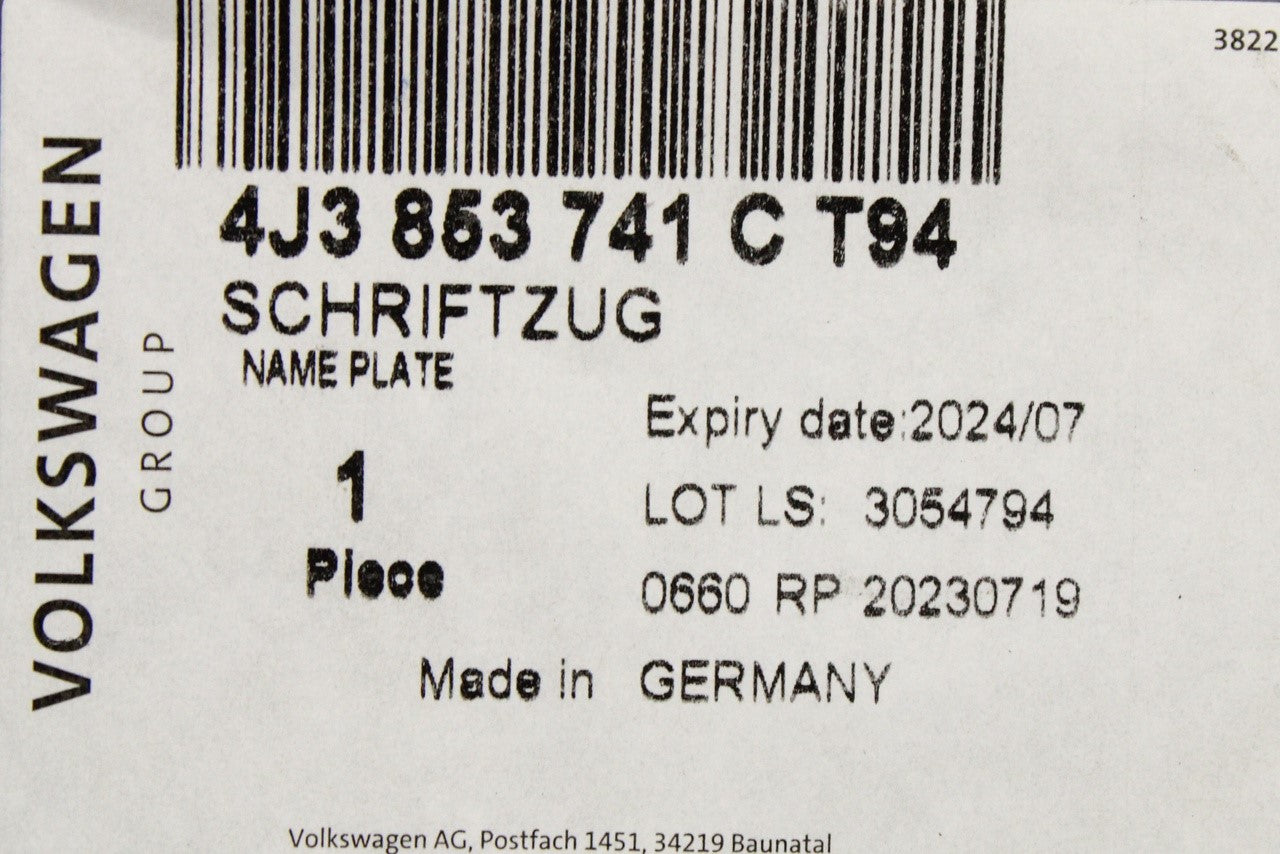 3822
VOLKSWAGEN
GROUP
4J3 853 741 C T94
SCHRIFTZUG
NAME PLATE
1
Piece
Expiry date:2024/07
LOT LS: 3054794
0660 RP 20230719
Made in GERMANY
Volkswagen AG, Postfach 1451, 34219 Baunatal